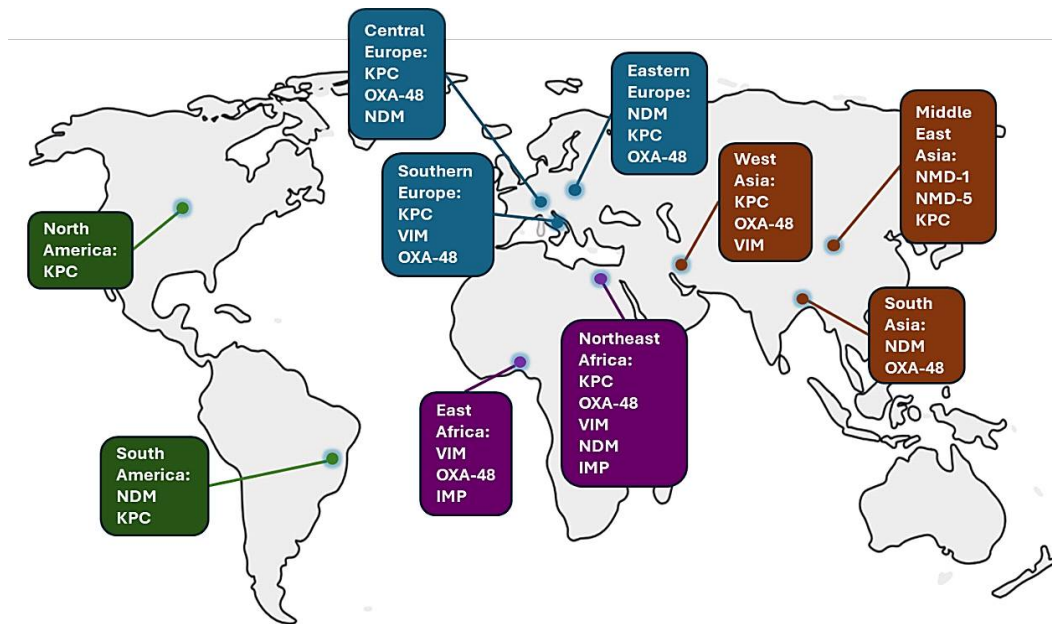 Central
Europe:
KPC
OXA-48
NDM
Eastern
Europe:
NDM
KPC
OXA-48
Middle
East
Asia:
NMD-1
NMD-5
KPC
West
Asia:
KPC
OXA-48
VIM
Southern
Europe:
KPC
VIM
OXA-48
North
America:
KPC
South
Asia:
NDM
OXA-48
Northeast
Africa:
KPC
OXA-48
VIM
NDM
IMP
East
Africa:
VIM
OXA-48
IMP
South
America:
NDM
KPC